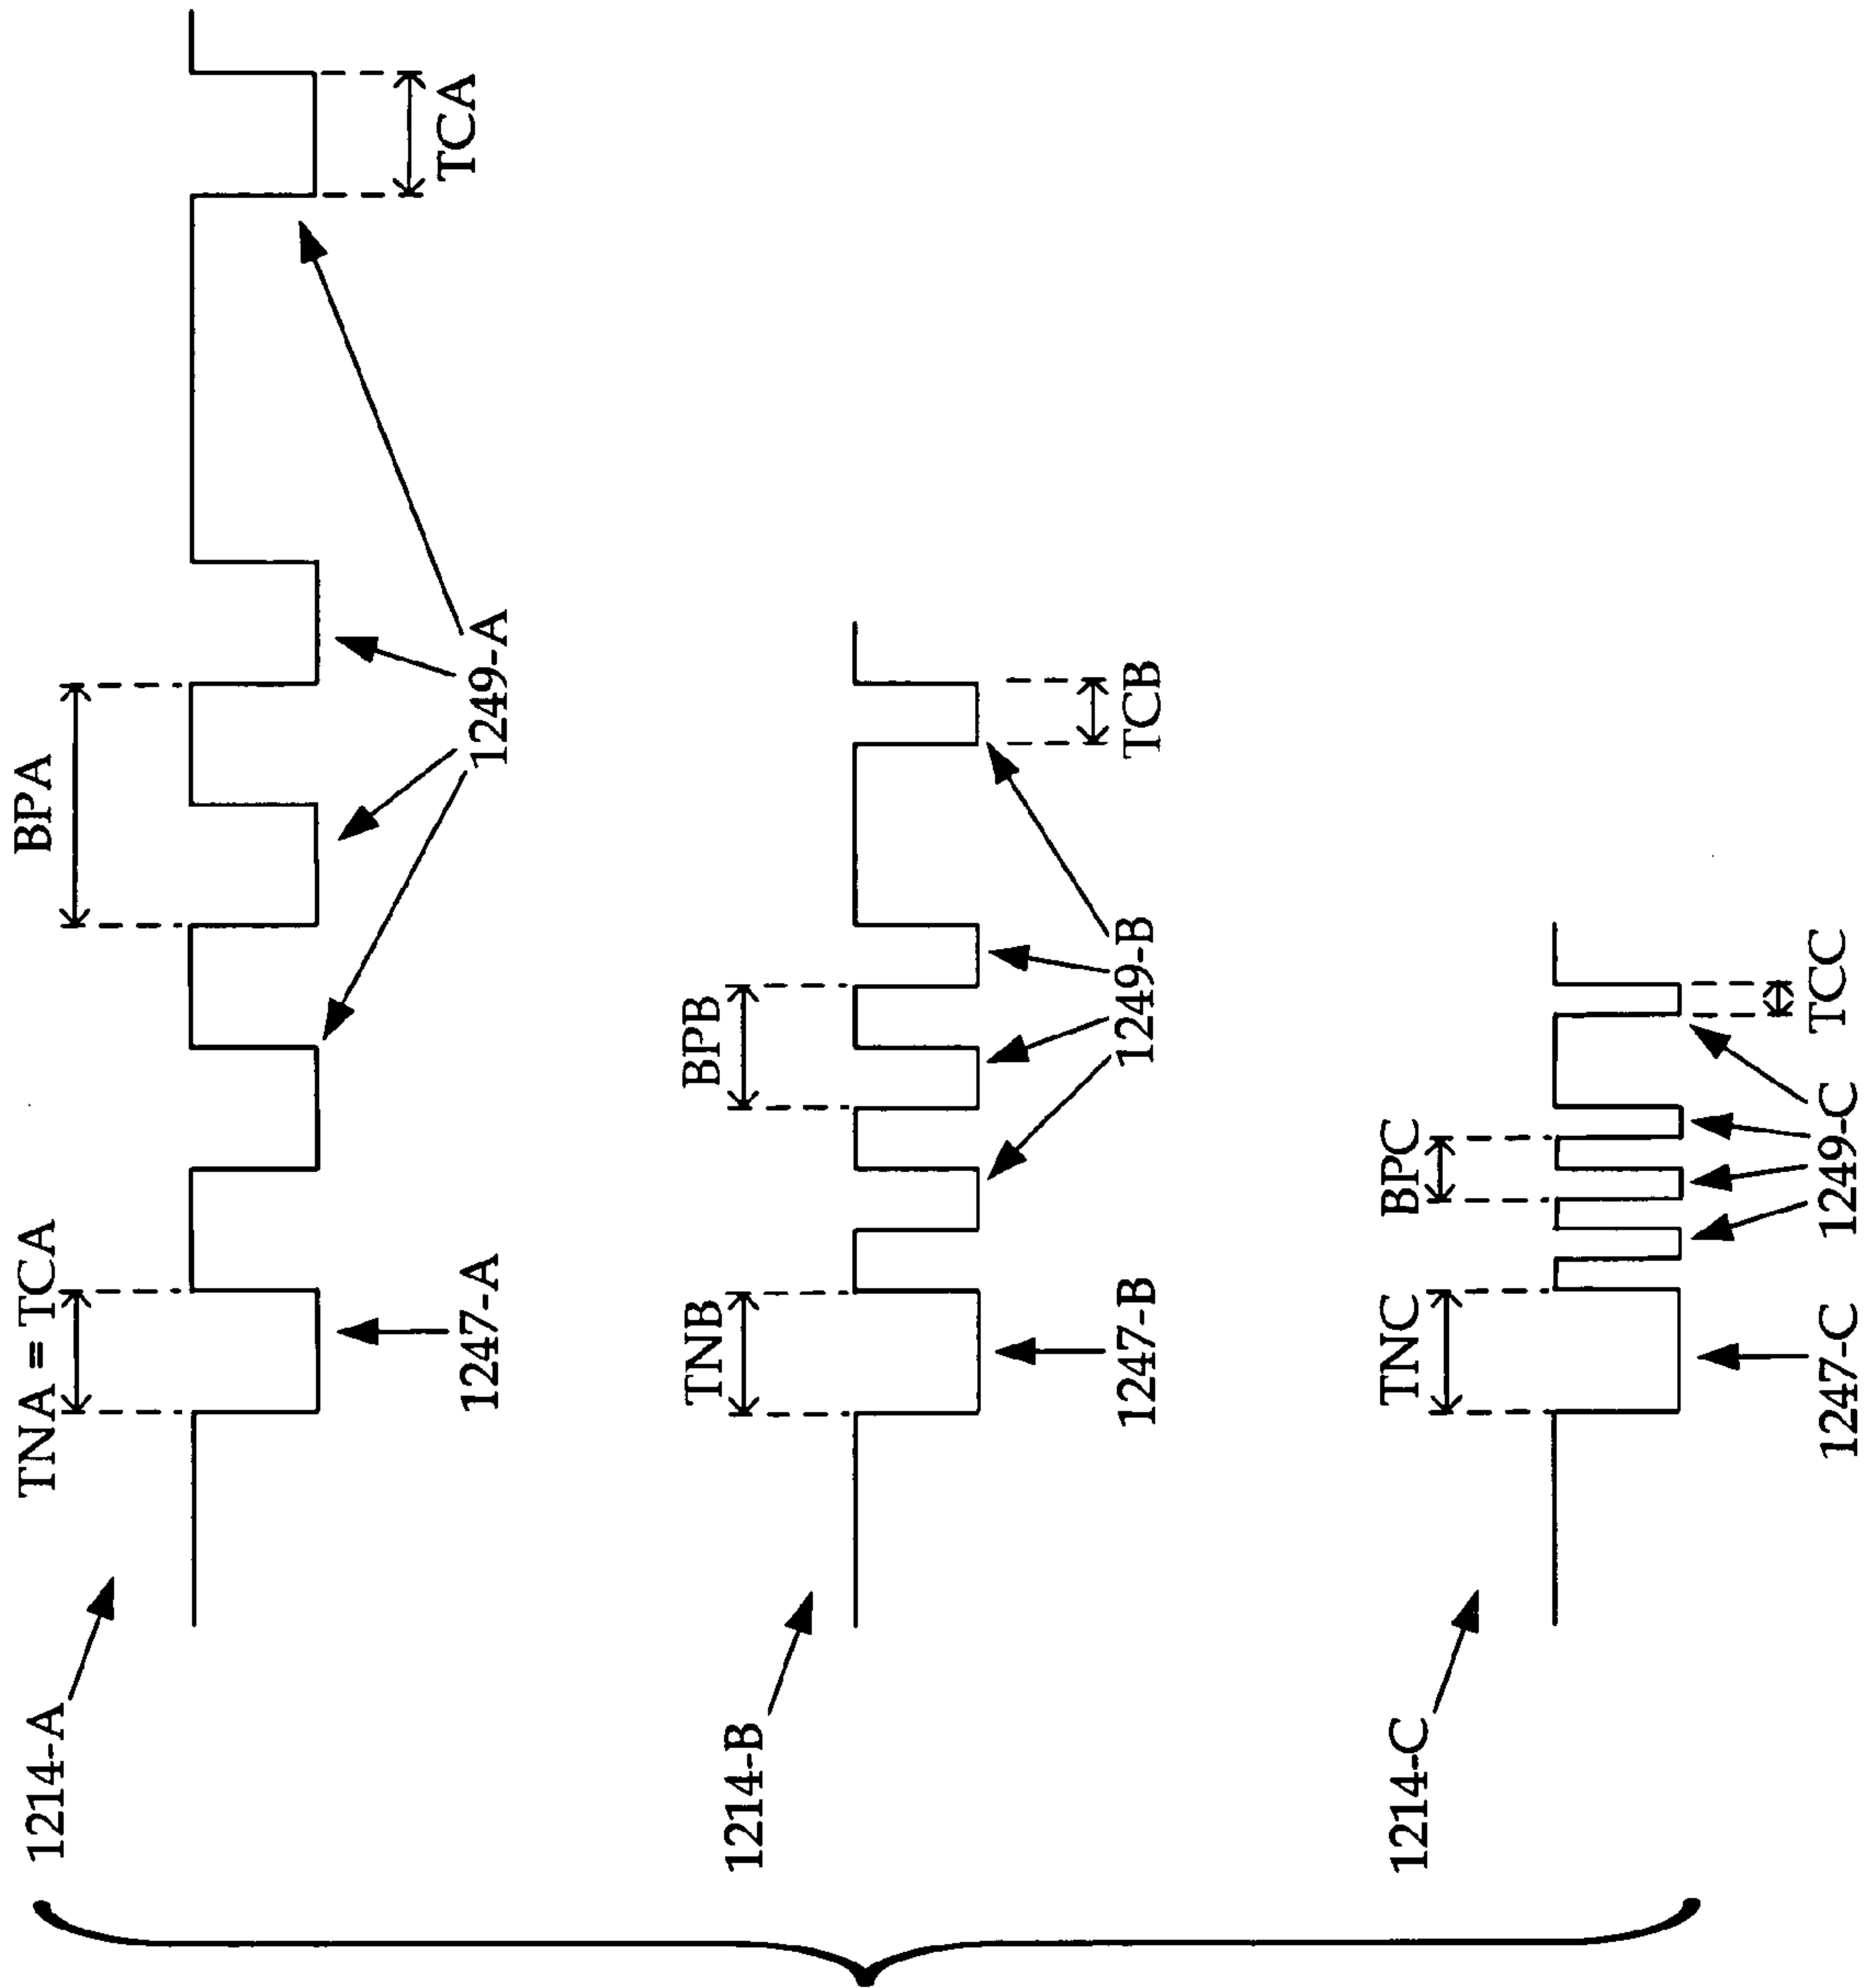 1214-A
TNA = TCA
BPA
1247-A
1249-A
TCA
1214-B
TNB
BPB
1247-B
1249-B
TCB
1214-C
TNC
BPC
1247-C
1249-C
TCC